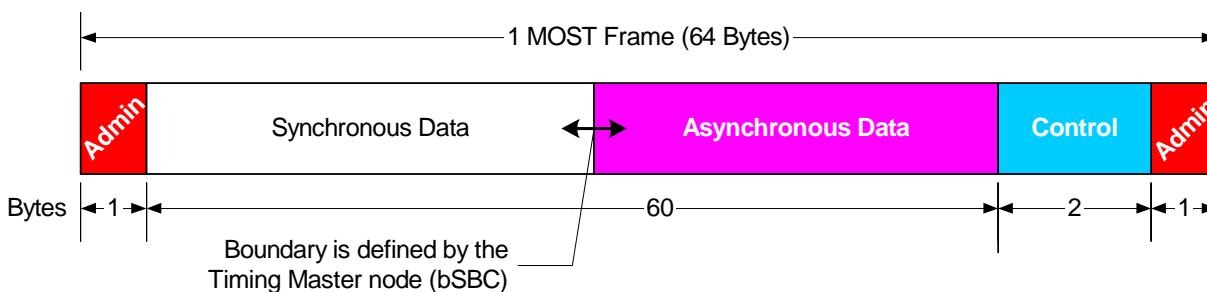 1 MOST Frame (64 Bytes)
Admin
Synchronous Data
Asynchronous Data
Control
Admin
Bytes
1
60
2
1
Boundary is defined by the
Timing Master node (bSBC)